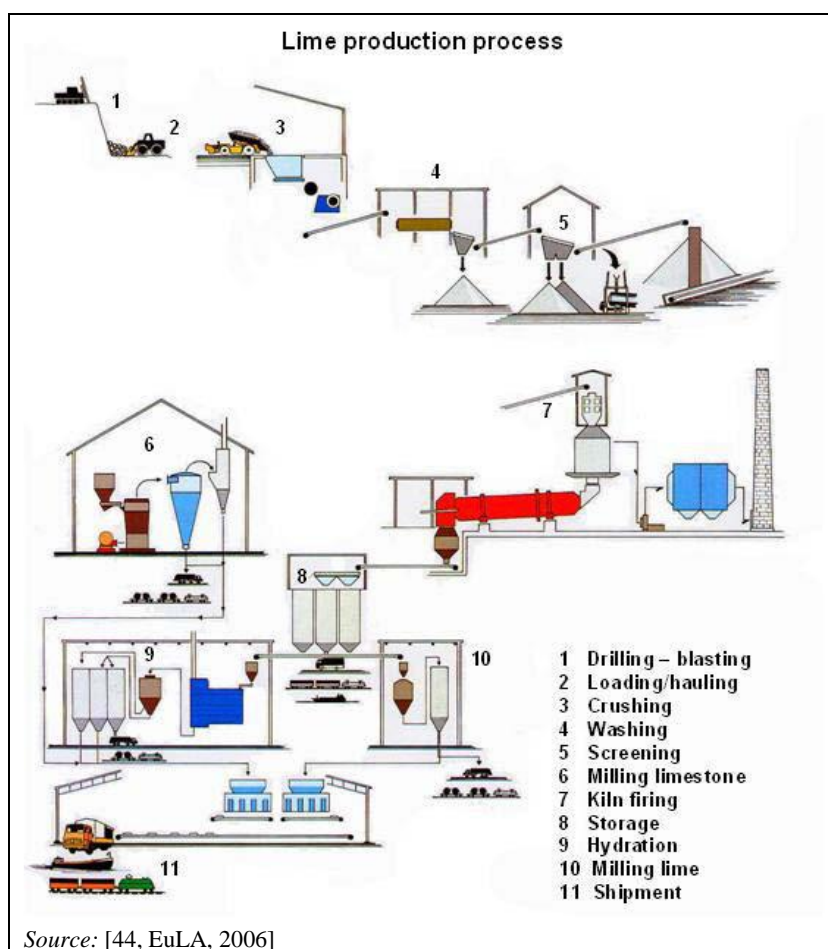 Lime production process
1
2
3
4
5
6
7
8
9
10
11
1 Drilling – blasting
2 Loading/hauling
3 Crushing
4 Washing
5 Screening
6 Milling limestone
7 Kiln firing
8 Storage
9 Hydration
10 Milling lime
11 Shipment
Source: [44, EuLA, 2006]